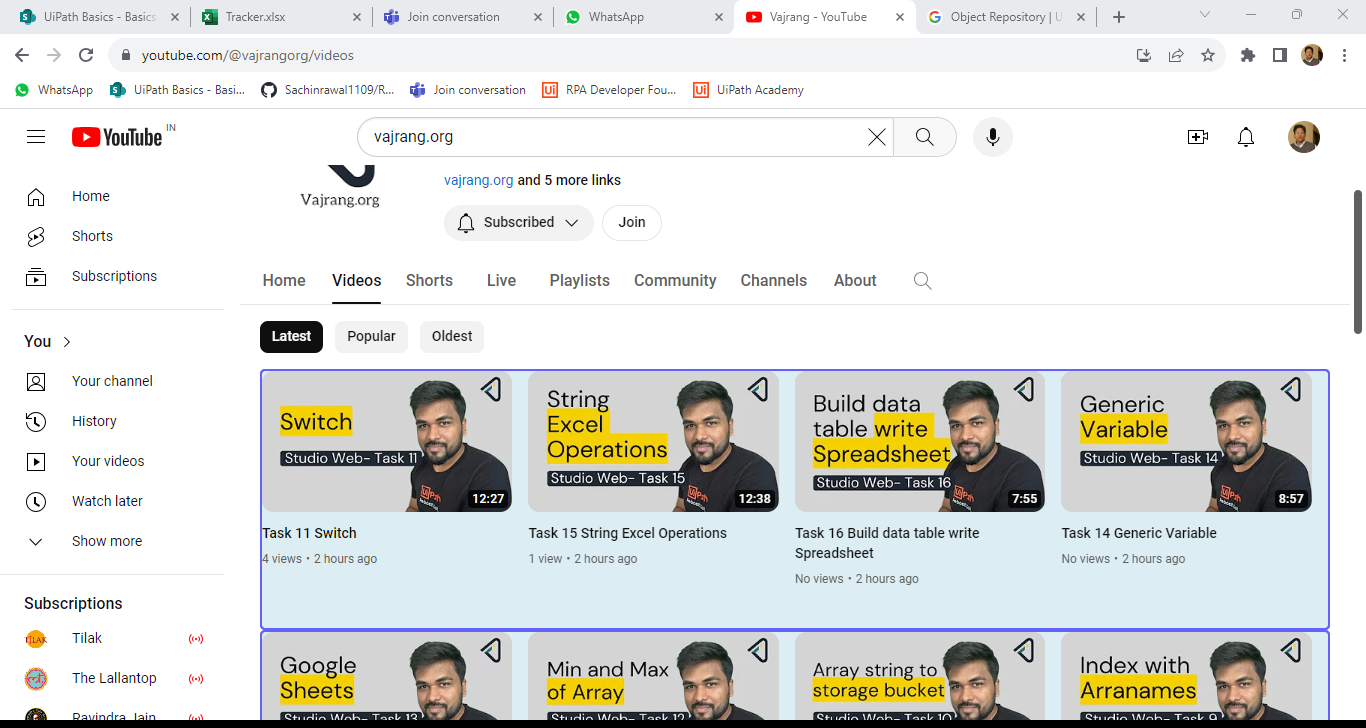 UiPath Basics - Basics
Tracker.xlsx
Join conversation
WhatsApp
Vajrang - YouTube
Object Repository | U
youtube.com/@vajrangorg/videos
WhatsApp
UiPath Basics - Basi...
Sachinrawal1109/R...
Join conversation
RPA Developer Fou...
UiPath Academy
YouTube IN
vajrang.org
Vajrang.org
vajrang.org and 5 more links
Subscribed
Join
Home
Shorts
Subscriptions
You
Your channel
History
Your videos
Watch later
Show more
Subscriptions
Tilak
The Lallantop
Ravindra Jain
Home Videos Shorts Live Playlists Community Channels About
Latest
Popular
Oldest
Switch
Studio Web- Task 11
12:27
Task 11 Switch
4 views • 2 hours ago
String
Excel
Operations
Studio Web- Task 15
12:38
Task 15 String Excel Operations
1 view • 2 hours ago
Build data
table write
Spreadsheet
Studio Web- Task 16
7:55
Task 16 Build data table write
Spreadsheet
No views • 2 hours ago
Generic
Variable
Studio Web- Task 14
8:57
Task 14 Generic Variable
No views • 2 hours ago
Google
Sheets
Studio Web- Task 13
Min and Max
of Array
Studio Web- Task 12
Array string to
storage bucket
Studio Web- Task 10
Index with
Arranames
Studio Web- Task 9